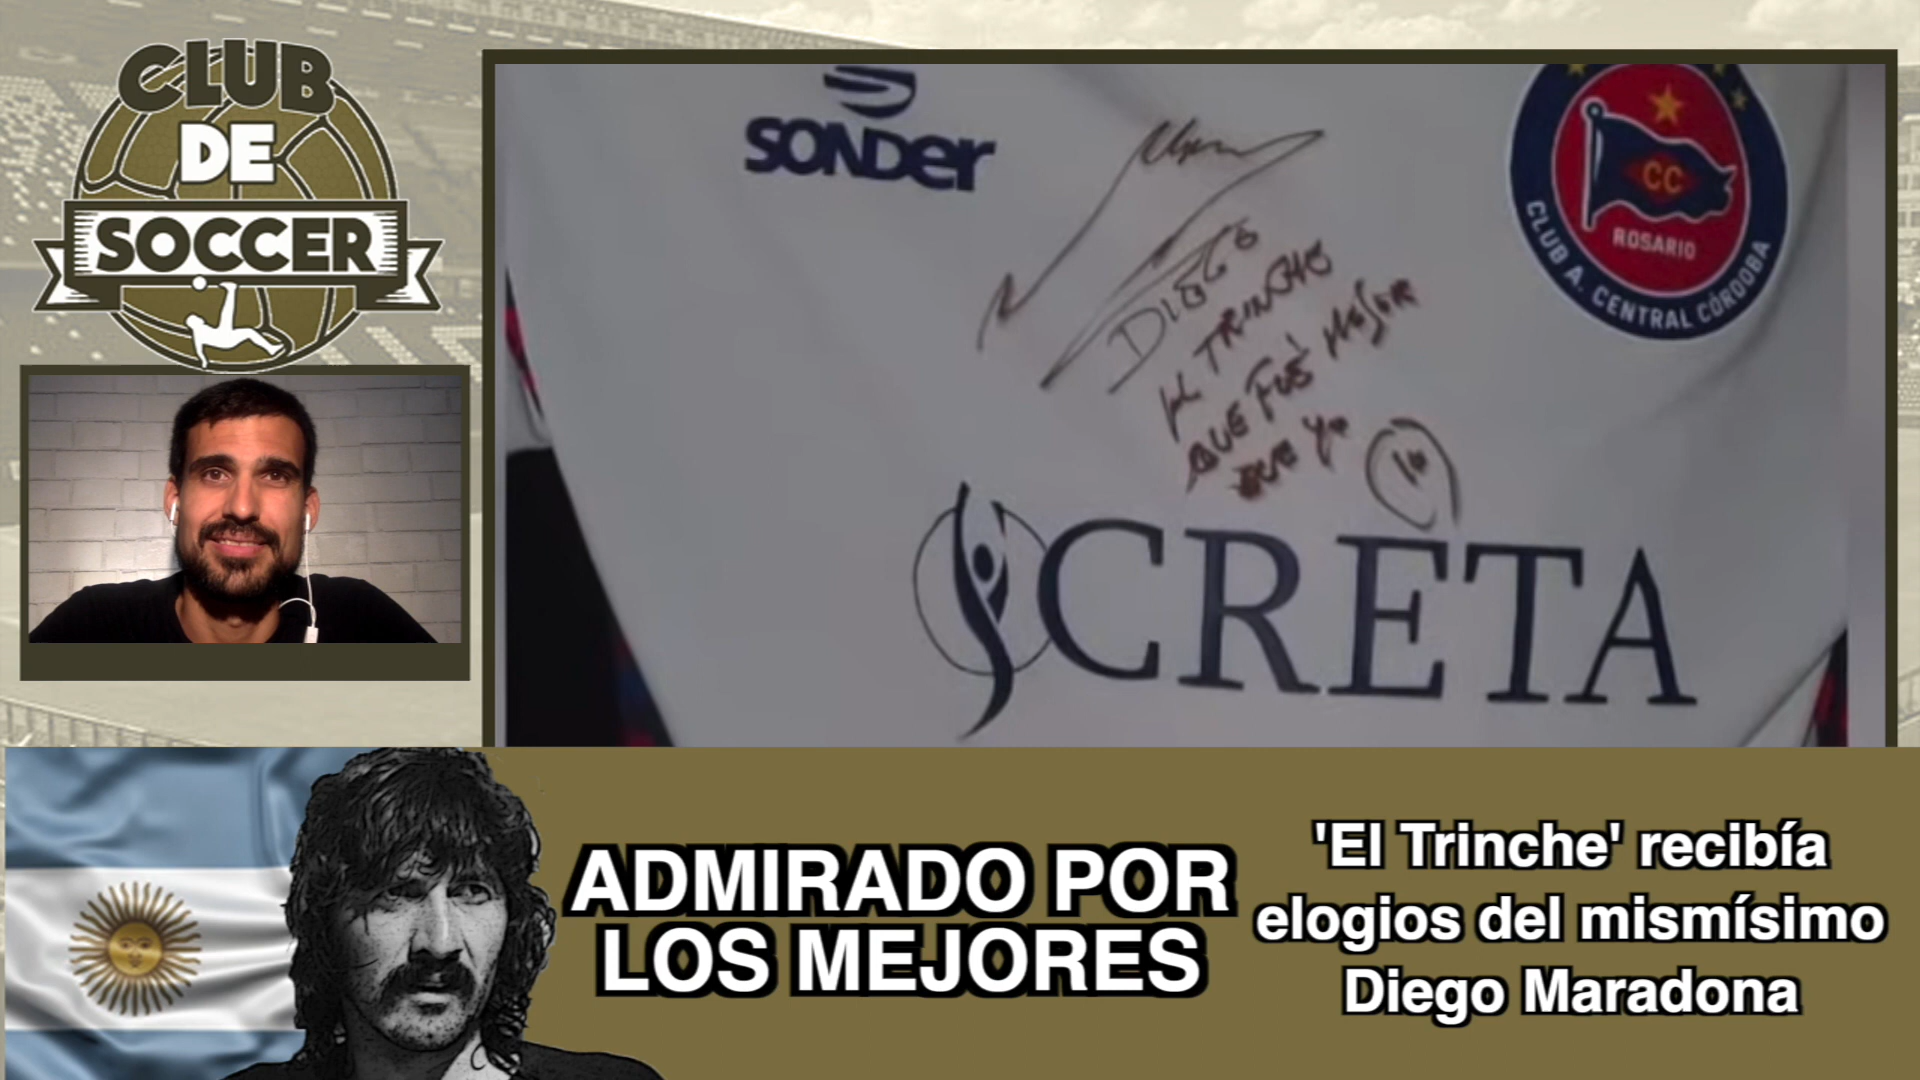 CLUB
DE
SOCCER
SONDER
CC
ROSARIO
CLUB A. CENTRAL CÓRDOBA
DIEGO
AL TRINCHE
QUE FUÉ MEJOR
QUE YO
10
CRETA
ADMIRADO POR
LOS MEJORES
'El Trinche' recibía
elogios del mismísimo
Diego Maradona